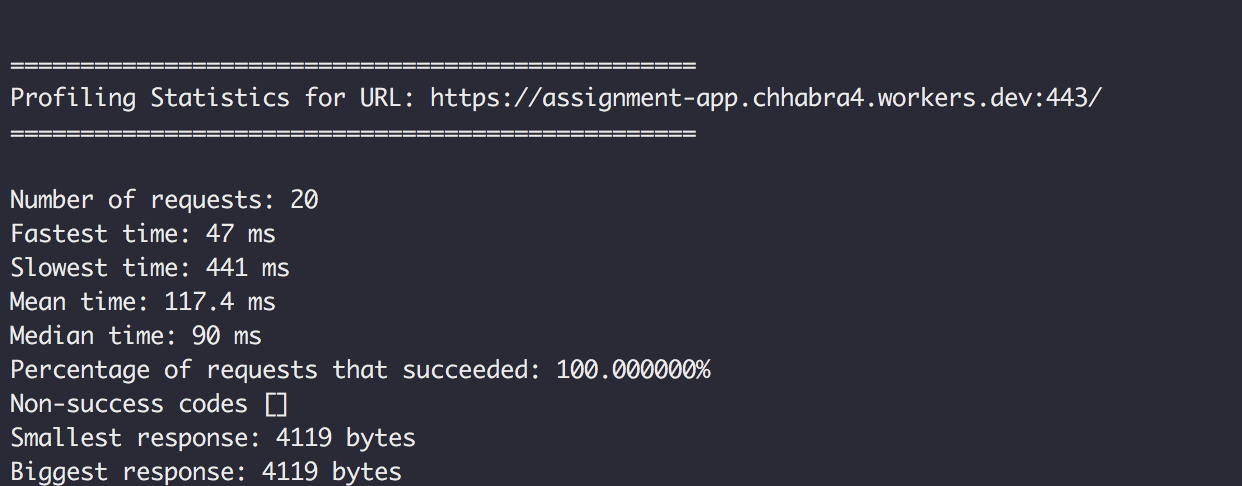 =================================================
Profiling Statistics for URL: https://assignment-app.chhabra4.workers.dev:443/
=================================================
Number of requests: 20
Fastest time: 47 ms
Slowest time: 441 ms
Mean time: 117.4 ms
Median time: 90 ms
Percentage of requests that succeeded: 100.000000%
Non-success codes []
Smallest response: 4119 bytes
Biggest response: 4119 bytes